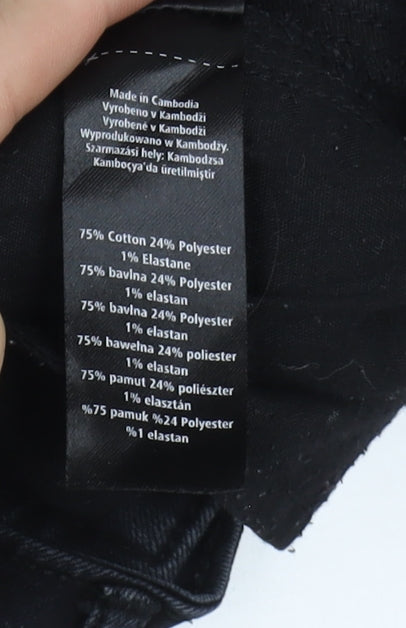 Made in Cambodia
Vyrobeno v Kambodži
Vyrobené v Kambodži
Wyprodukowano w Kambodży.
Szarmazási hely: Kambodzsa
Kamboçya'da üretilmiştir
75% Cotton 24% Polyester
1% Elastane
75% bavlna 24% Polyester
1% elastan
75% bavlna 24% Polyester
1% elastan
75% bawełna 24% poliester
1% elastan
75% pamut 24% poliészter
1% elasztán
%75 pamuk %24 Polyester
%1 elastan